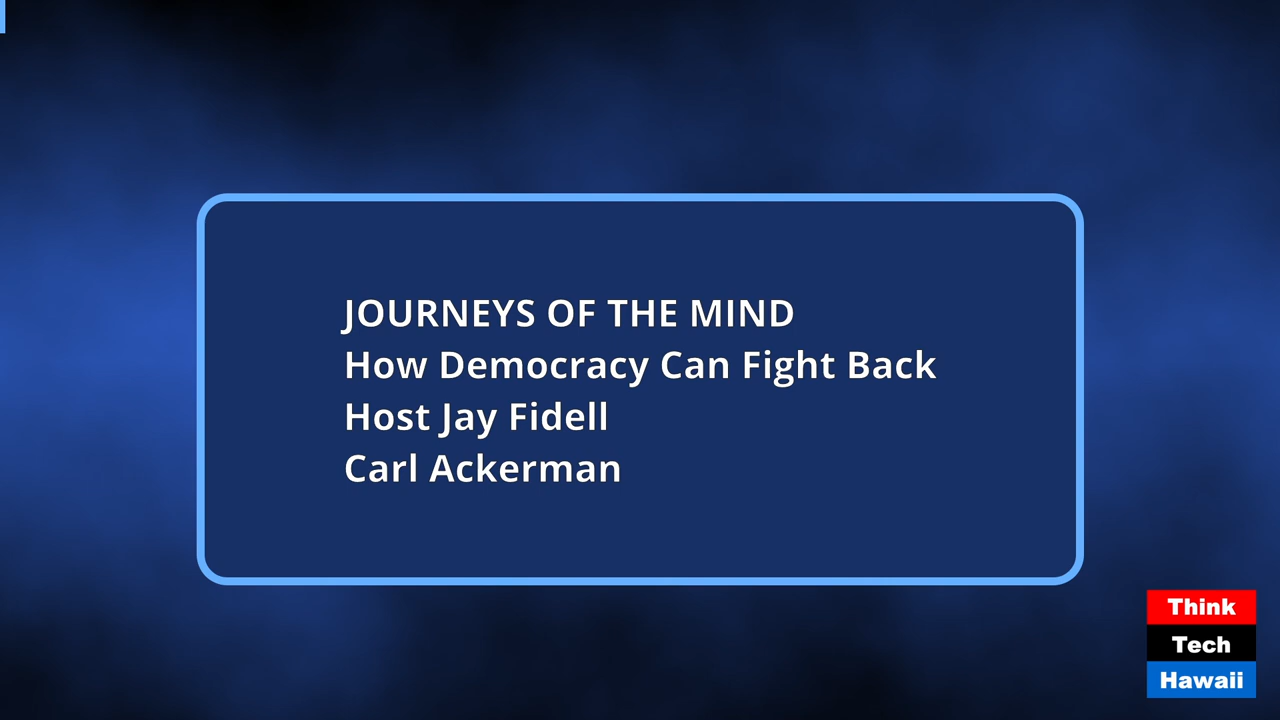 JOURNEYS OF THE MIND
How Democracy Can Fight Back
Host Jay Fidell
Carl Ackerman
Think
Tech
Hawaii